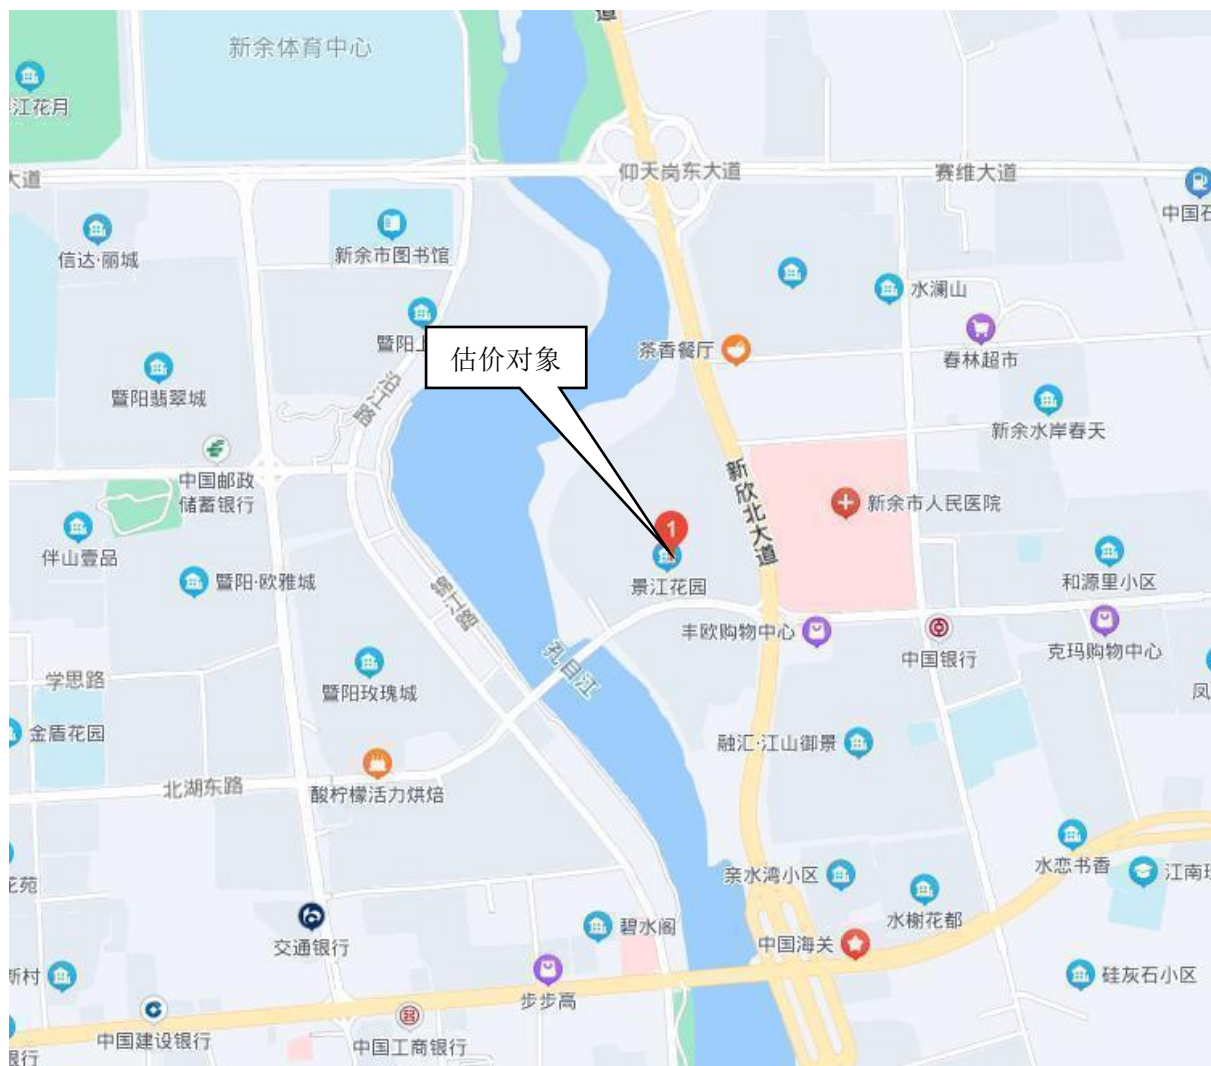 道
新余体育中心
江花月
大道
仰天岗东大道
赛维大道
中国石
信达·丽城
新余市图书馆
水澜山
暨阳上
估价对象
茶香餐厅
春林超市
暨阳翡翠城
沿江路
新余水岸春天
中国邮政
储蓄银行
新欣北大道
新余市人民医院
1
伴山壹品
暨阳·欧雅城
锦江路
景江花园
和源里小区
丰欧购物中心
中国银行
克玛购物中心
孔目江
学思路
暨阳玫瑰城
凤
金盾花园
融汇·江山御景
北湖东路
酸柠檬活力烘焙
水恋书香
江南
花苑
亲水湾小区
水榭花都
交通银行
碧水阁
中国海关
新村
步步高
硅灰石小区
中国建设银行
中国工商银行
银行